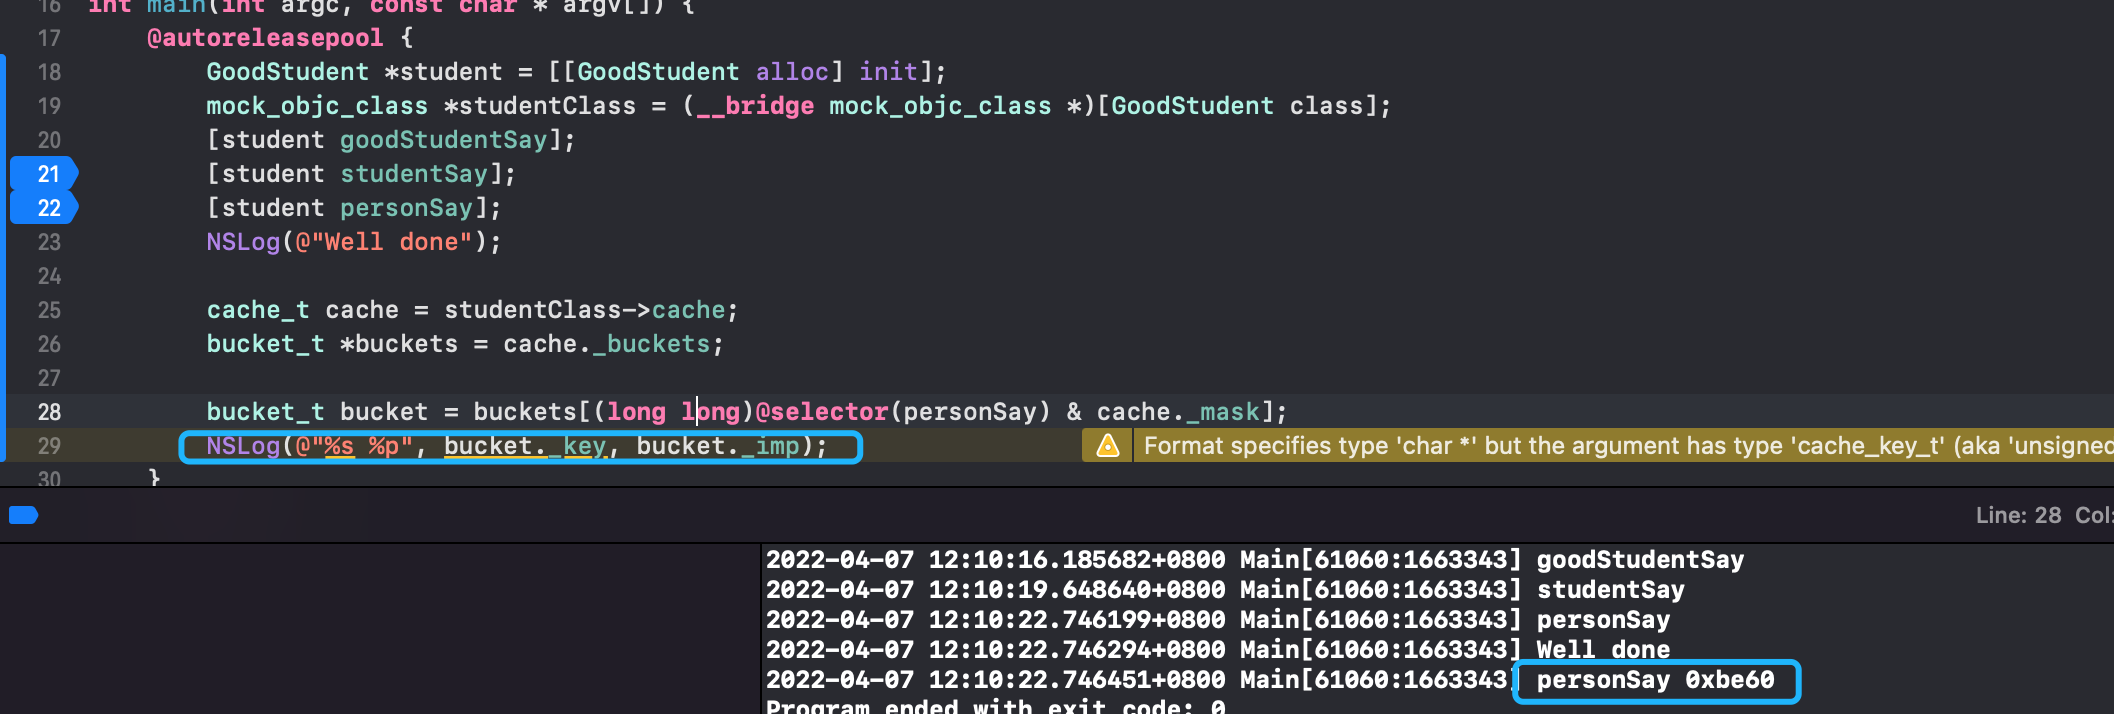 16 int main(int argc, const char * argv[]) {
17 @autoreleasepool {
18 GoodStudent *student = [[GoodStudent alloc] init];
19 mock_objc_class *studentClass = (__bridge mock_objc_class *)[GoodStudent class];
20 [student goodStudentSay];
21 [student studentSay];
22 [student personSay];
23 NSLog(@"Well done");
24
25 cache_t cache = studentClass->cache;
26 bucket_t *buckets = cache._buckets;
27
28 bucket_t bucket = buckets[(long long)@selector(personSay) & cache._mask];
29 NSLog(@"%s %p", bucket._key, bucket._imp); Format specifies type 'char *' but the argument has type 'cache_key_t' (aka 'unsigned
30 }
Line: 28 Col:
2022-04-07 12:10:16.185682+0800 Main[61060:1663343] goodStudentSay
2022-04-07 12:10:19.648640+0800 Main[61060:1663343] studentSay
2022-04-07 12:10:22.746199+0800 Main[61060:1663343] personSay
2022-04-07 12:10:22.746294+0800 Main[61060:1663343] Well done
2022-04-07 12:10:22.746451+0800 Main[61060:1663343] personSay 0xbe60
Program ended with exit code: 0